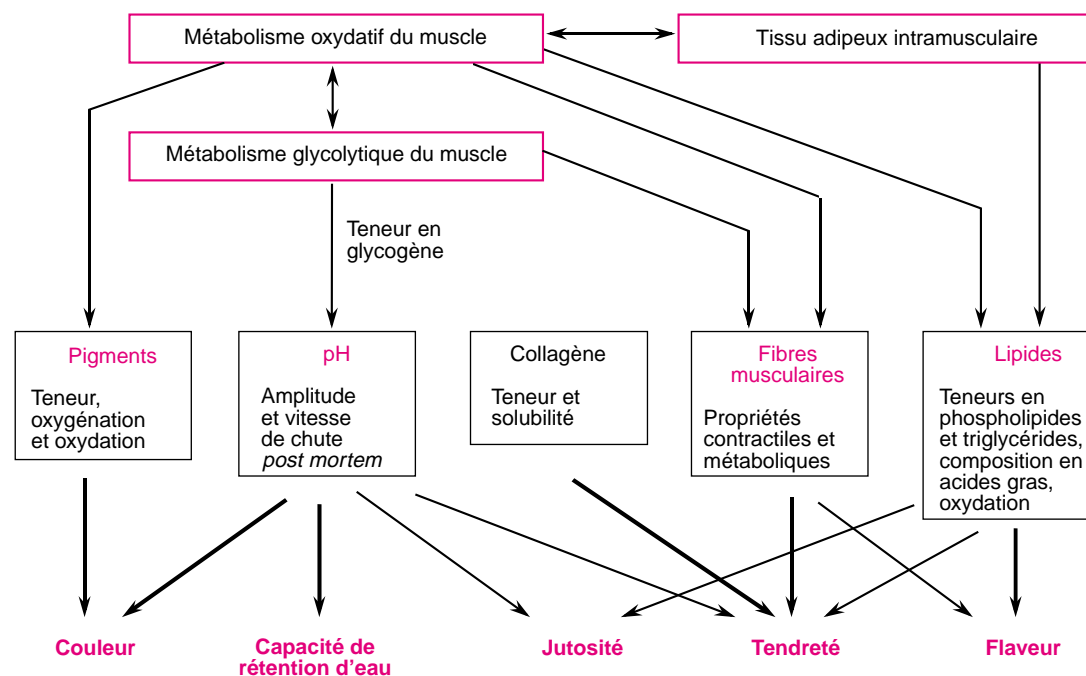 Métabolisme oxydatif du muscle
Tissu adipeux intramusculaire
Métabolisme glycolytique du muscle
Teneur en
glycogène
Pigments
Teneur,
oxygénation
et oxydation
pH
Amplitude
et vitesse
de chute
post mortem
Collagène
Teneur et
solubilité
Fibres
musculaires
Propriétés
contractiles et
métaboliques
Lipides
Teneurs en
phospholipides
et triglycérides,
composition en
acides gras,
oxydation
Couleur
Capacité de
rétention d'eau
Jutosité
Tendreté
Flaveur